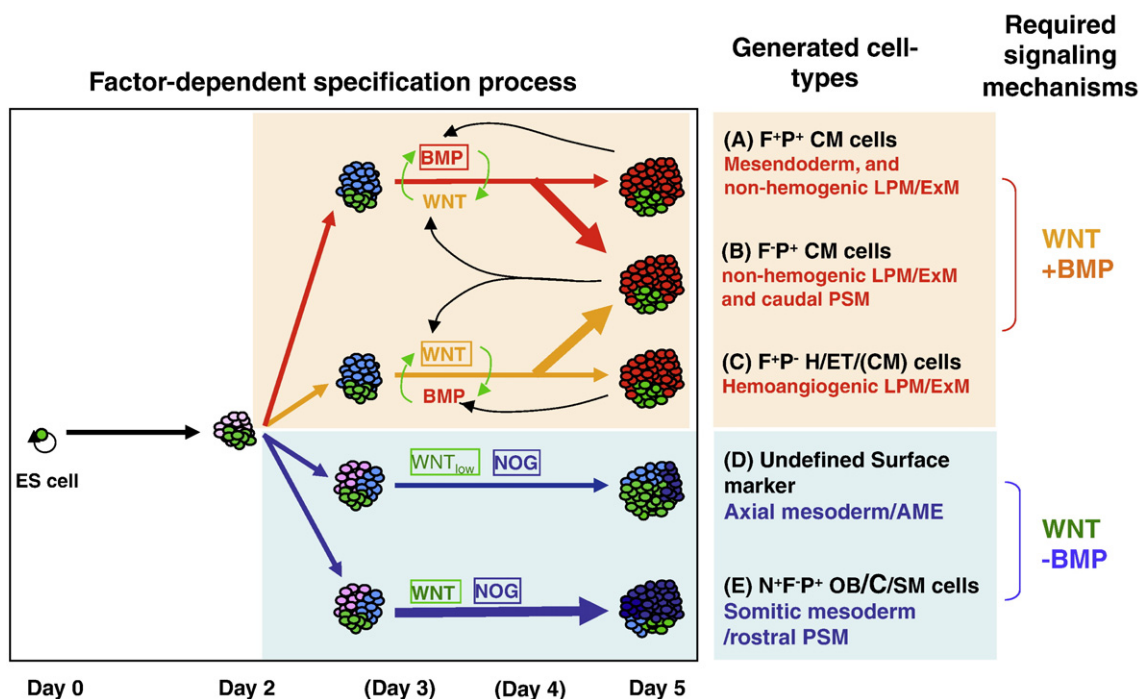 Factor-dependent specification process
Generated cell-
types
Required
signaling
mechanisms
BMP
WNT
WNT
BMP
ES cell
WNTlow NOG
WNT NOG
(A) F+P+ CM cells
Mesendoderm, and
non-hemogenic LPM/ExM
(B) F-P+ CM cells
non-hemogenic LPM/ExM
and caudal PSM
(C) F+P- H/ET/(CM) cells
Hemoangiogenic LPM/ExM
(D) Undefined Surface
marker
Axial mesoderm/AME
(E) N+F-P+ OB/C/SM cells
Somitic mesoderm
/rostral PSM
WNT
+BMP
WNT
-BMP
Day 0 Day 2 (Day 3) (Day 4) Day 5